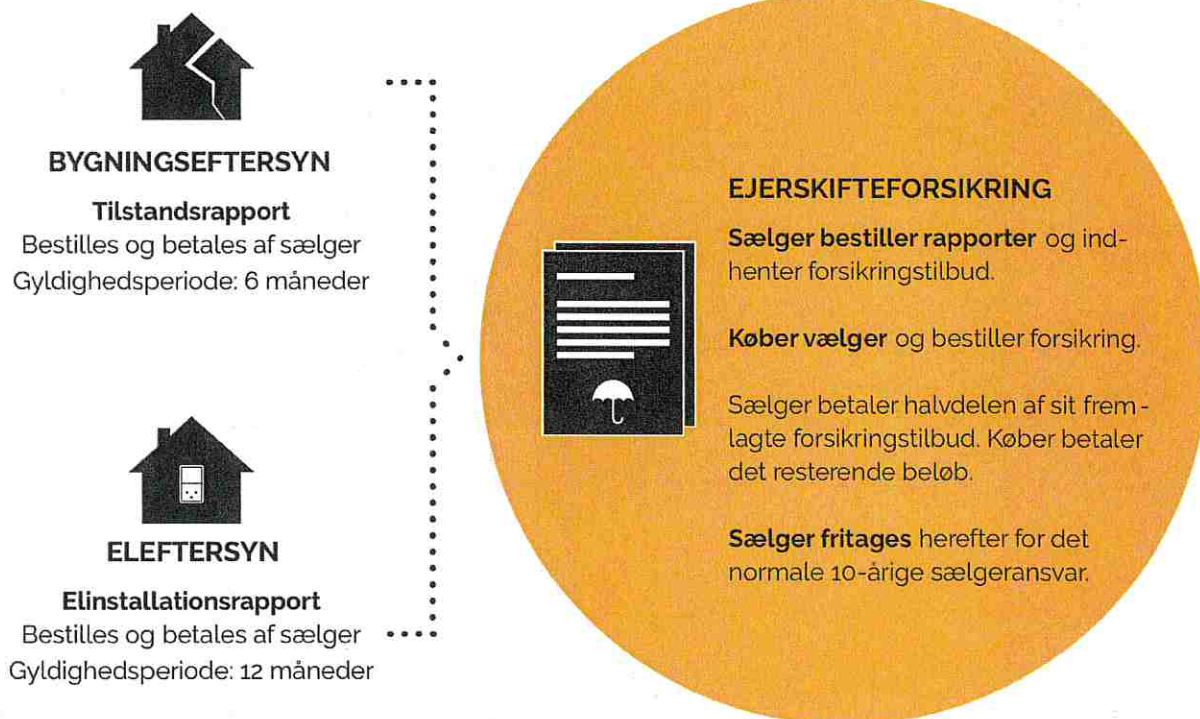 BYGNINGSEFTERSYN
Tilstandsrapport
Bestilles og betales af sælger
Gyldighedsperiode: 6 måneder
ELEFTERSYN
Elinstallationsrapport
Bestilles og betales af sælger
Gyldighedsperiode: 12 måneder
EJERSKIFTEFORSIKRING
Sælger bestiller rapporter og ind-
henter forsikringstilbud.
Køber vælger og bestiller forsikring.
Sælger betaler halvdelen af sit frem-
lagte forsikringstilbud. Køber betaler
det resterende beløb.
Sælger fritages herefter for det
normale 10-årige sælgeransvar.